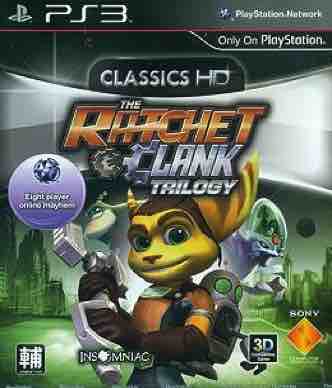 PS3
PlayStation®Network
Only On PlayStation®
CLASSICS HD
THE
RATCHET
CLANK
TRILOGY
Eight player
online mayhem
輔
INSOMNIAC
3D
SONY